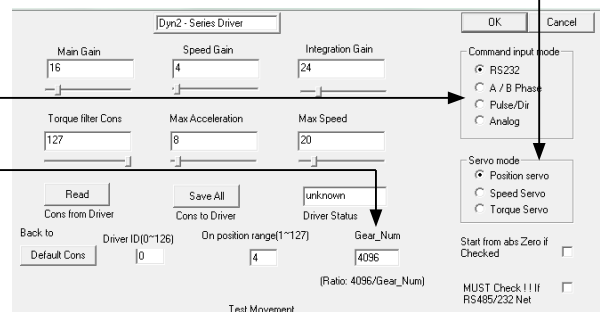 Dyn2 - Series Driver
OK
Cancel
Main Gain
Speed Gain
Integration Gain
16
4
24
Command input mode
RS232
A / B Phase
Pulse/Dir
Analog
Torque filter Cons
Max Acceleration
Max Speed
127
8
20
Servo mode
Position servo
Speed Servo
Torque Servo
Read
Save All
unknown
Cons from Driver
Cons to Driver
Driver Status
Back to
Default Cons
Driver ID(0~126)
0
On position range(1~127)
4
Gear_Num
4096
(Ratio: 4096/Gear_Num)
Start from abs Zero if
Checked
MUST Check !! If
RS485/232 Net
Test Movement